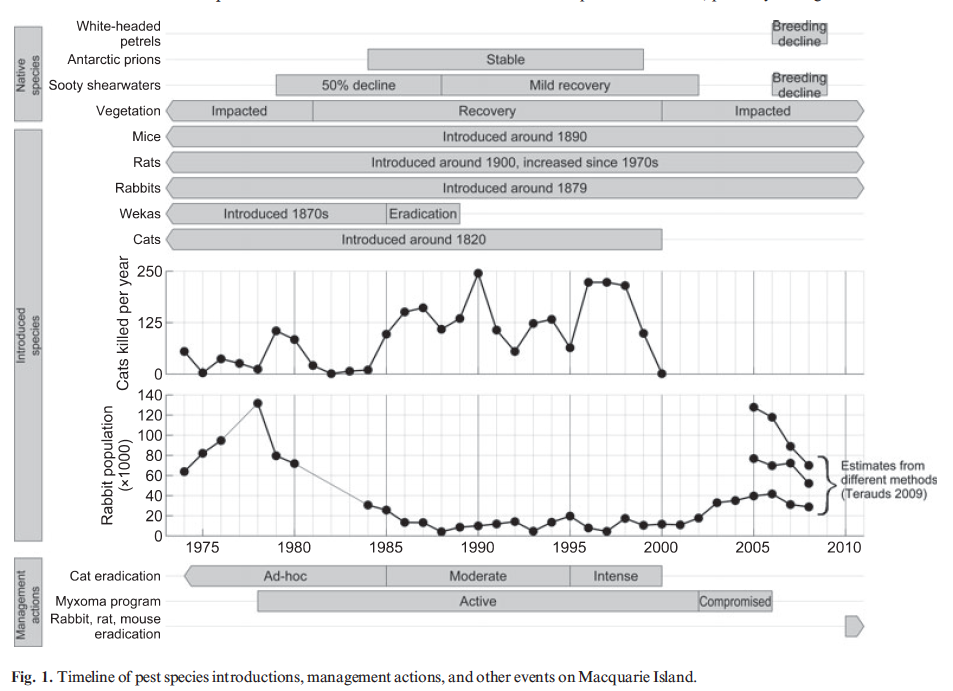 White-headed
petrels
Breeding
decline
Antarctic prions
Stable
Native
species
Sooty shearwaters
50% decline
Mild recovery
Breeding
decline
Vegetation
Impacted
Recovery
Impacted
Mice
Introduced around 1890
Rats
Introduced around 1900, increased since 1970s
Rabbits
Introduced around 1879
Wekas
Introduced 1870s
Eradication
Cats
Introduced around 1820
Introduced
species
Cats killed per year
250
125
0
Rabbit population
(×1000)
140
120
100
80
60
40
20
0
Estimates from
different methods
(Terauds 2009)
1975 1980 1985 1990 1995 2000 2005 2010
Management
actions
Cat eradication
Ad-hoc
Moderate
Intense
Myxoma program
Active
Compromised
Rabbit, rat, mouse
eradication
Fig. 1. Timeline of pest species introductions, management actions, and other events on Macquarie Island.